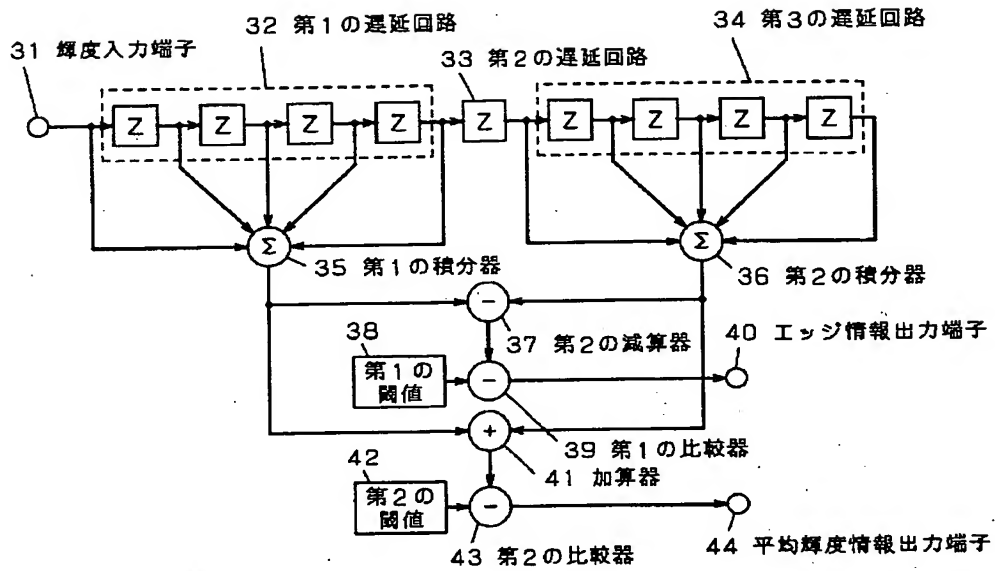 32 第1の遅延回路
34 第3の遅延回路
31 輝度入力端子
33 第2の遅延回路
Z Z Z Z Z Z Z Z Z
Σ Σ
35 第1の積分器
36 第2の積分器
−
38
37 第2の減算器
40 エッジ情報出力端子
第1の
閾値
−
+
39 第1の比較器
42
41 加算器
第2の
閾値
−
43 第2の比較器
44 平均輝度情報出力端子